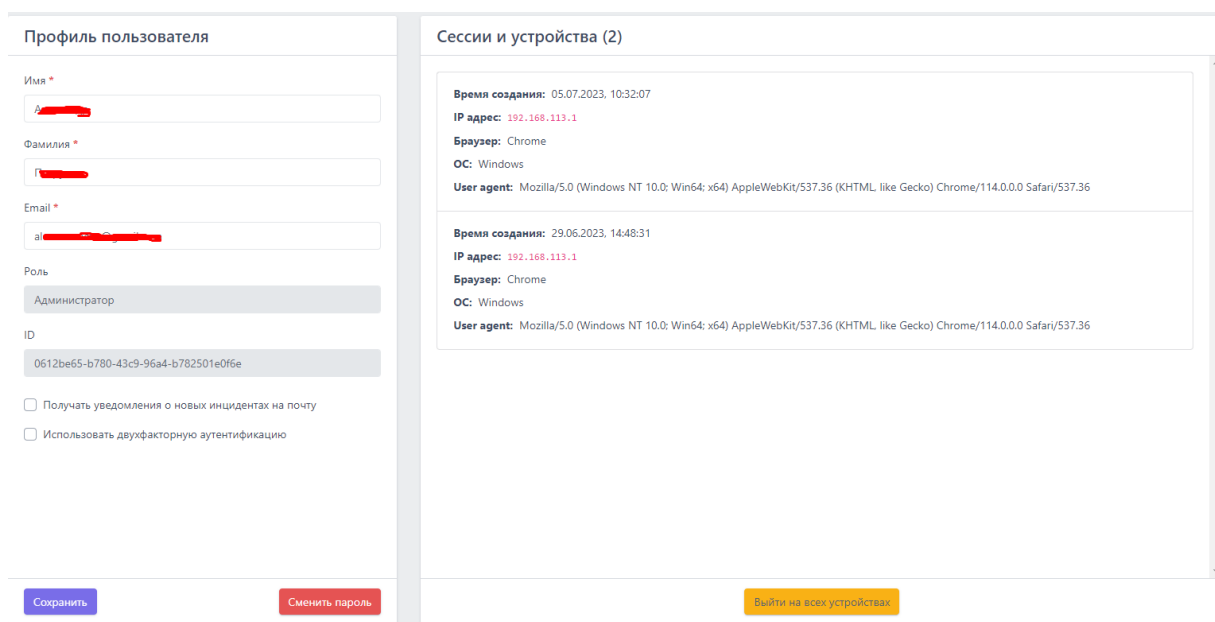 Профиль пользователя
Имя *
Фамилия *
Email *
Роль
Администратор
ID
0612be65-b780-43c9-96a4-b782501e0f6e
Получать уведомления о новых инцидентах на почту
Использовать двухфакторную аутентификацию
Сохранить
Сменить пароль
Сессии и устройства (2)
Время создания: 05.07.2023, 10:32:07
IP адрес: 192.168.113.1
Браузер: Chrome
ОС: Windows
User agent: Mozilla/5.0 (Windows NT 10.0; Win64; x64) AppleWebKit/537.36 (KHTML, like Gecko) Chrome/114.0.0.0 Safari/537.36
Время создания: 29.06.2023, 14:48:31
IP адрес: 192.168.113.1
Браузер: Chrome
ОС: Windows
User agent: Mozilla/5.0 (Windows NT 10.0; Win64; x64) AppleWebKit/537.36 (KHTML, like Gecko) Chrome/114.0.0.0 Safari/537.36
Выйти на всех устройствах